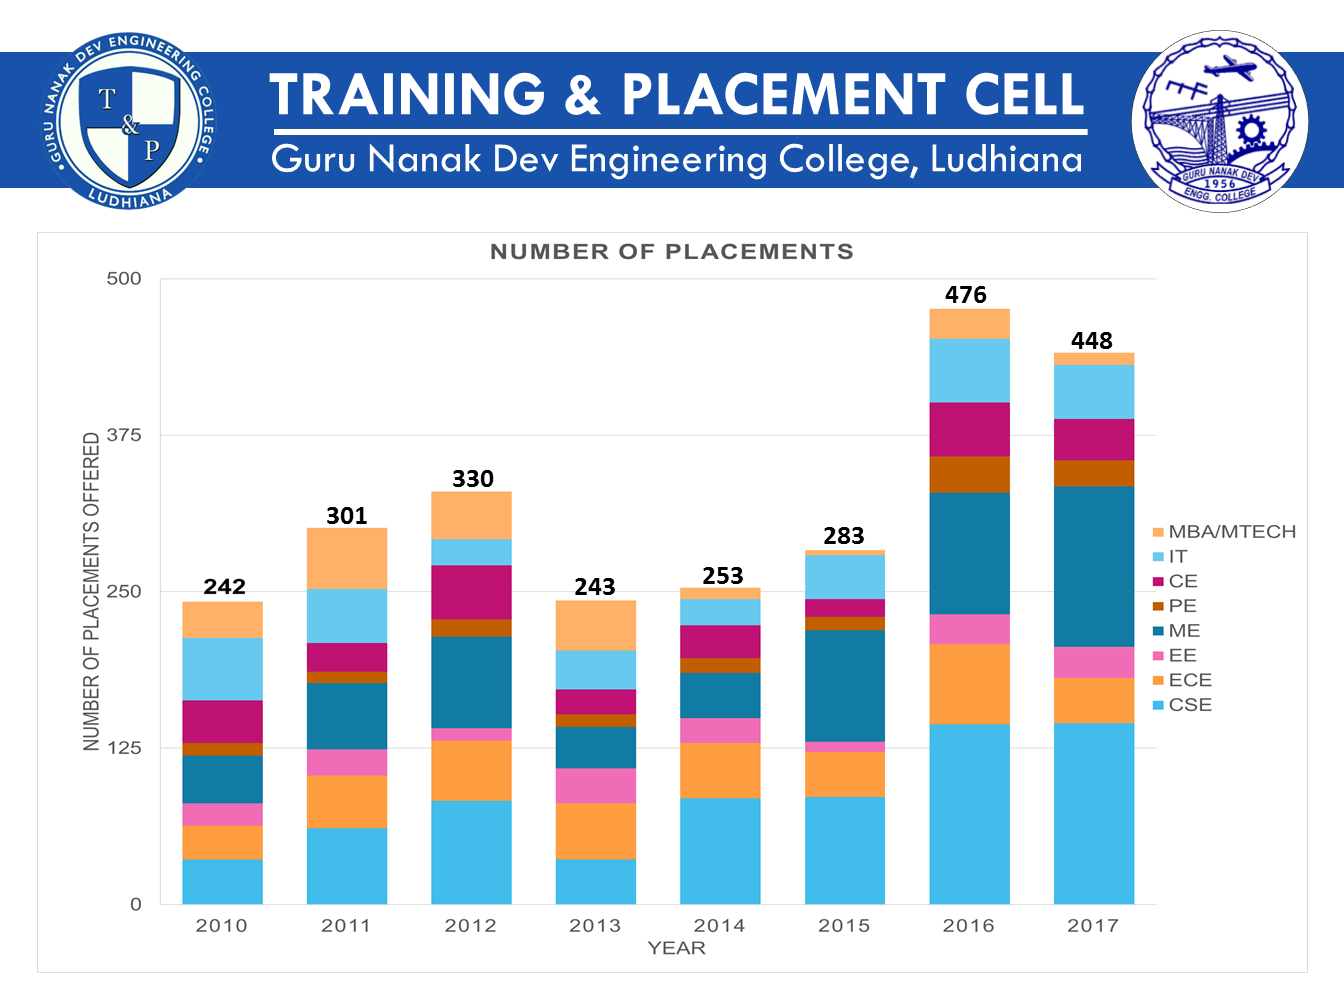 GURU NANAK DEV ENGINEERING COLLEGE
T
&
P
LUDHIANA
TRAINING & PLACEMENT CELL
Guru Nanak Dev Engineering College, Ludhiana
GURU NANAK DEV
1956
ENGG. COLLEGE
NUMBER OF PLACEMENTS
NUMBER OF PLACEMENTS OFFERED
500
375
250
125
0
242
301
330
243
253
283
476
448
2010 2011 2012 2013 2014 2015 2016 2017
YEAR
MBA/MTECH
IT
CE
PE
ME
EE
ECE
CSE